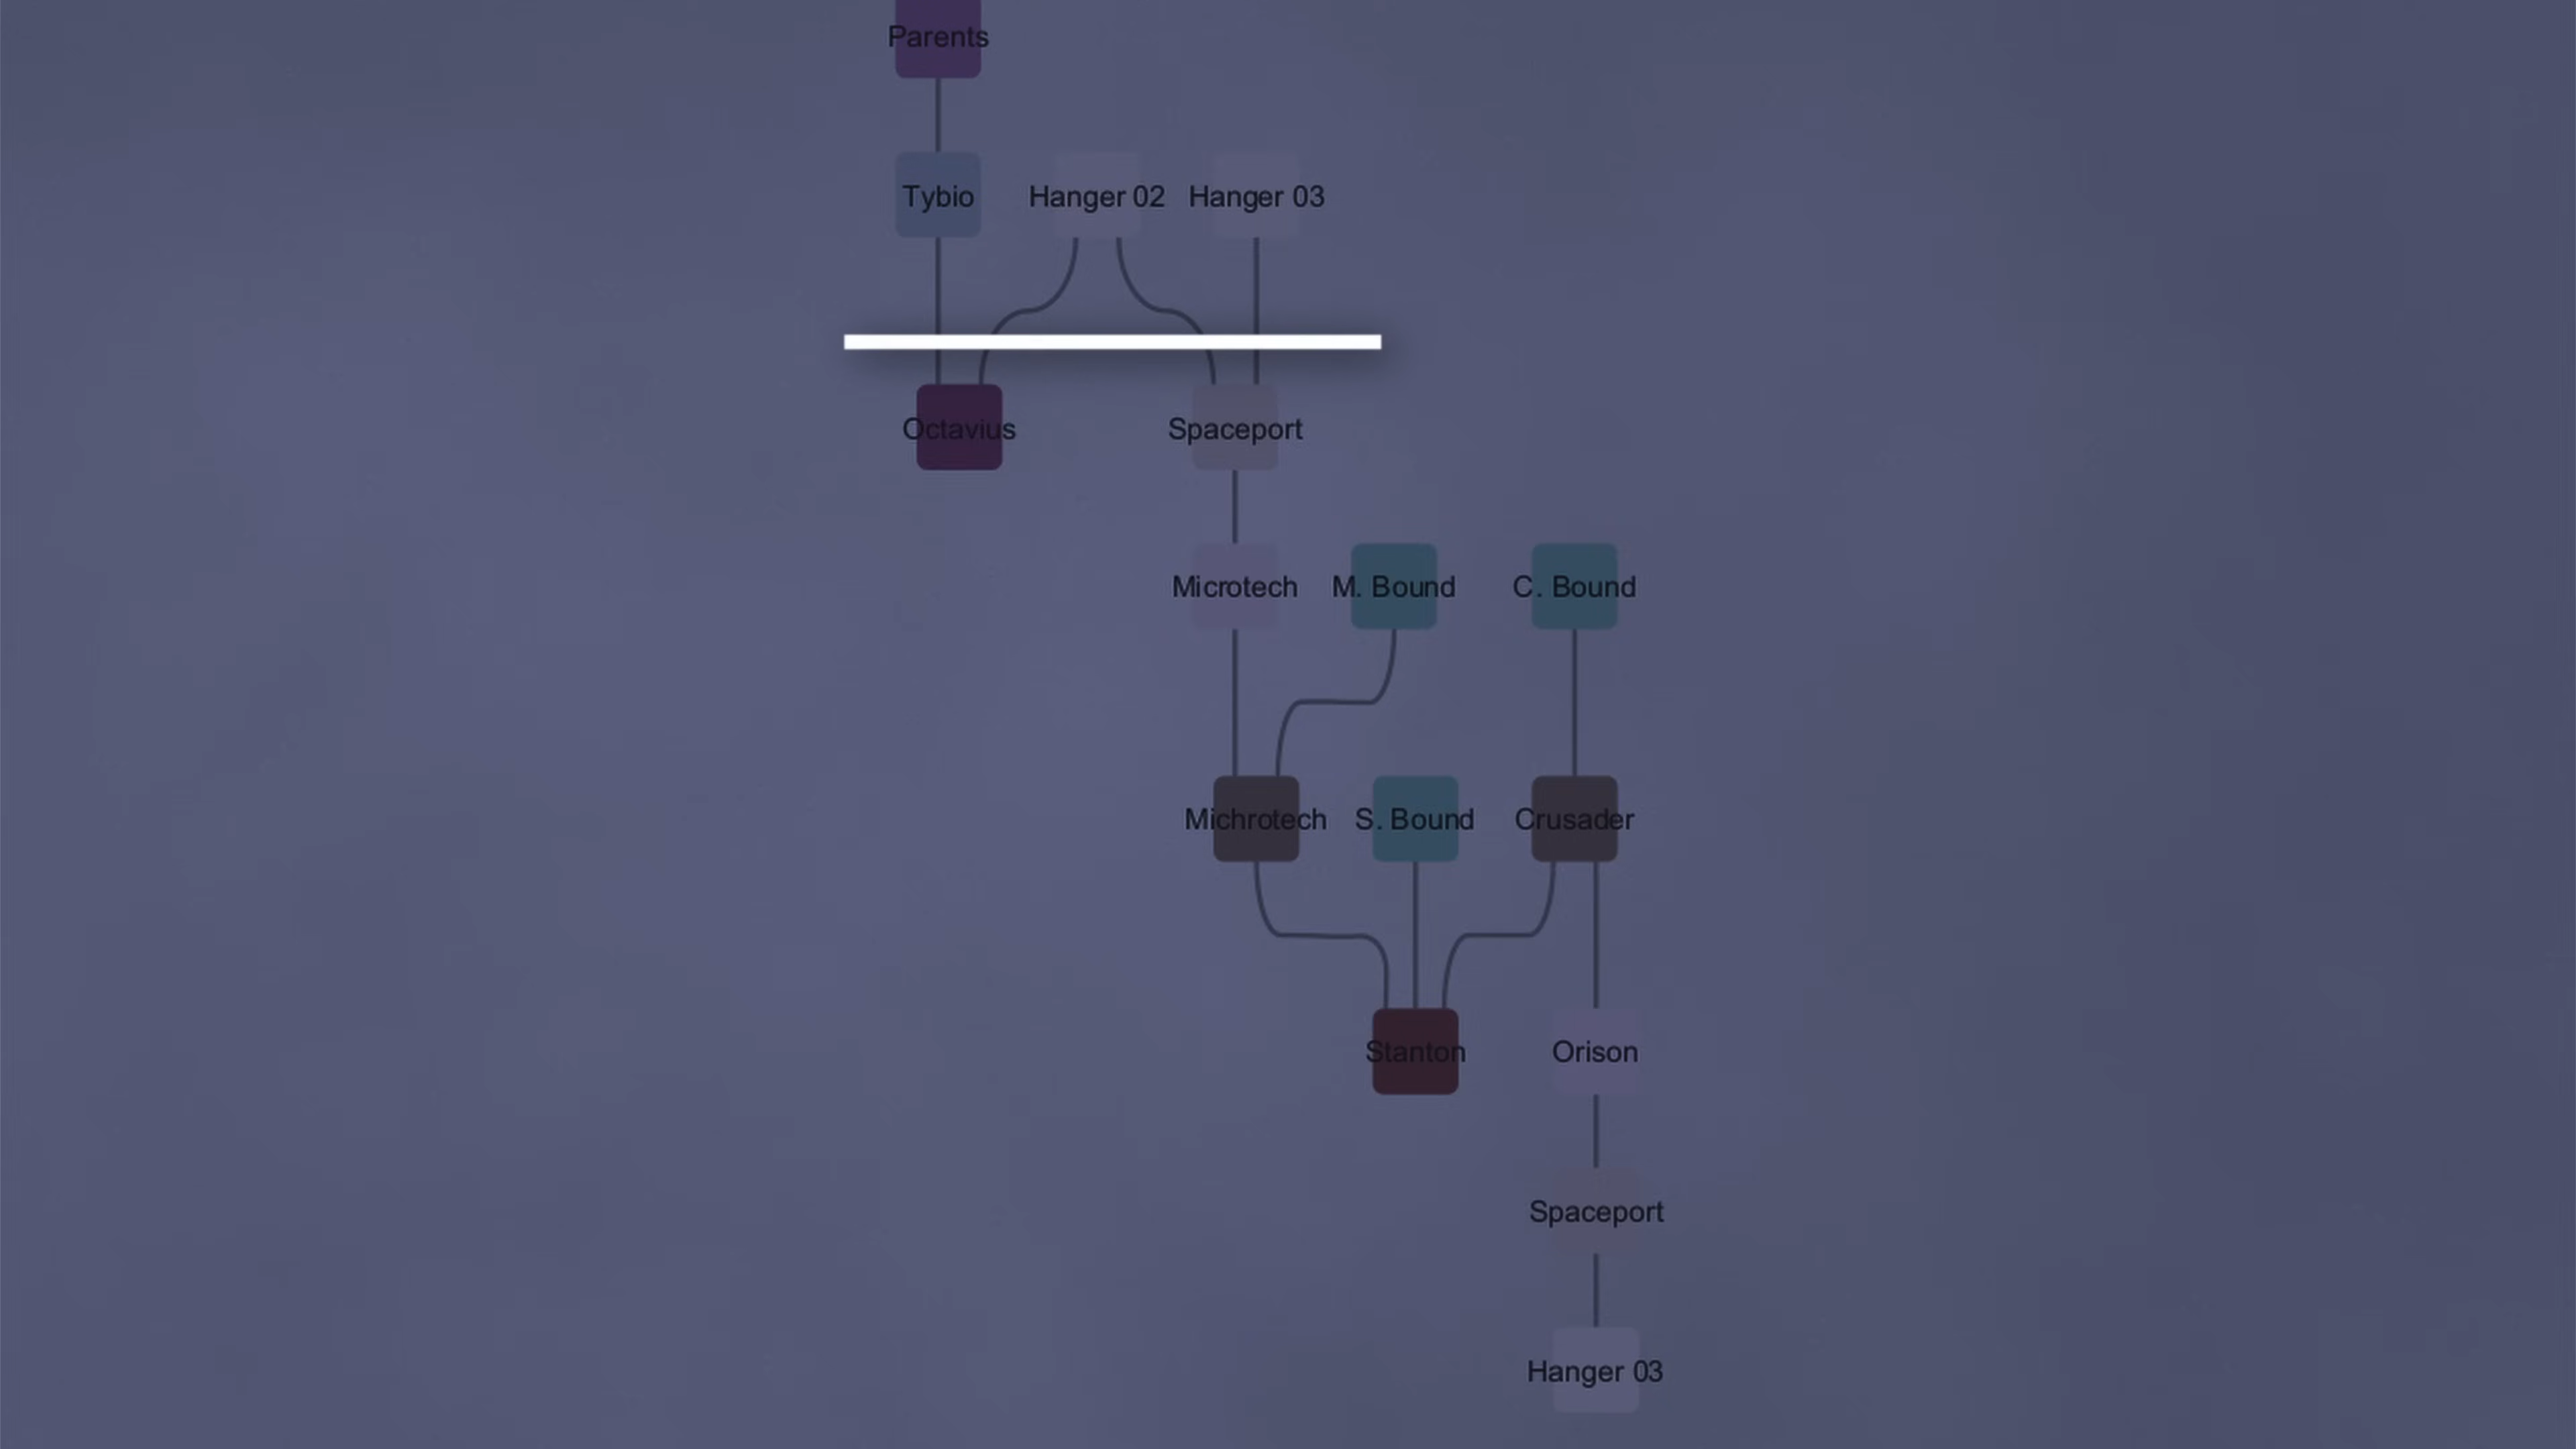 Parents
Tybio
Hanger 02
Hanger 03
Octavius
Spaceport
Microtech
M. Bound
C. Bound
Michrotech
S. Bound
Crusader
Stanton
Orison
Spaceport
Hanger 03